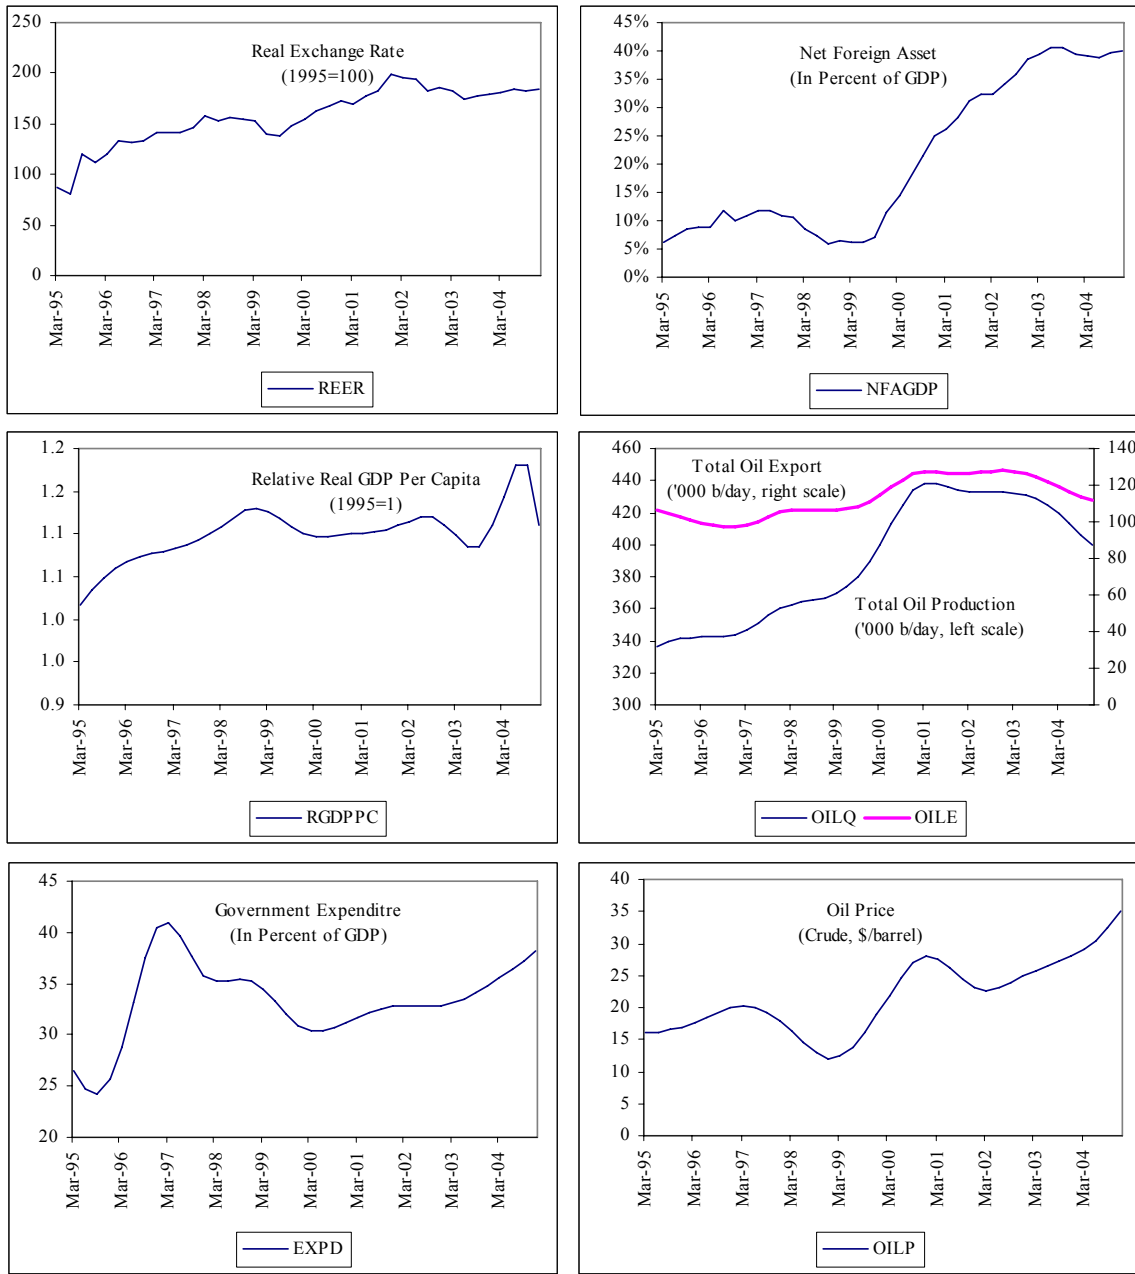 Real Exchange Rate
(1995=100)
250
200
150
100
50
0
Mar-95
Mar-96
Mar-97
Mar-98
Mar-99
Mar-00
Mar-01
Mar-02
Mar-03
Mar-04
REER
Net Foreign Asset
(In Percent of GDP)
45%
40%
35%
30%
25%
20%
15%
10%
5%
0%
Mar-95
Mar-96
Mar-97
Mar-98
Mar-99
Mar-00
Mar-01
Mar-02
Mar-03
Mar-04
NFAGDP
Relative Real GDP Per Capita
(1995=1)
1.2
1.2
1.1
1.1
1.0
1.0
0.9
Mar-95
Mar-96
Mar-97
Mar-98
Mar-99
Mar-00
Mar-01
Mar-02
Mar-03
Mar-04
RGDPPC
Total Oil Export
('000 b/day, right scale)
Total Oil Production
('000 b/day, left scale)
460
440
420
400
380
360
340
320
300
140
120
100
80
60
40
20
0
Mar-95
Mar-96
Mar-97
Mar-98
Mar-99
Mar-00
Mar-01
Mar-02
Mar-03
Mar-04
OILQ OILE
Government Expenditre
(In Percent of GDP)
45
40
35
30
25
20
Mar-95
Mar-96
Mar-97
Mar-98
Mar-99
Mar-00
Mar-01
Mar-02
Mar-03
Mar-04
EXPD
Oil Price
(Crude, $/barrel)
40
35
30
25
20
15
10
5
0
Mar-95
Mar-96
Mar-97
Mar-98
Mar-99
Mar-00
Mar-01
Mar-02
Mar-03
Mar-04
OILP